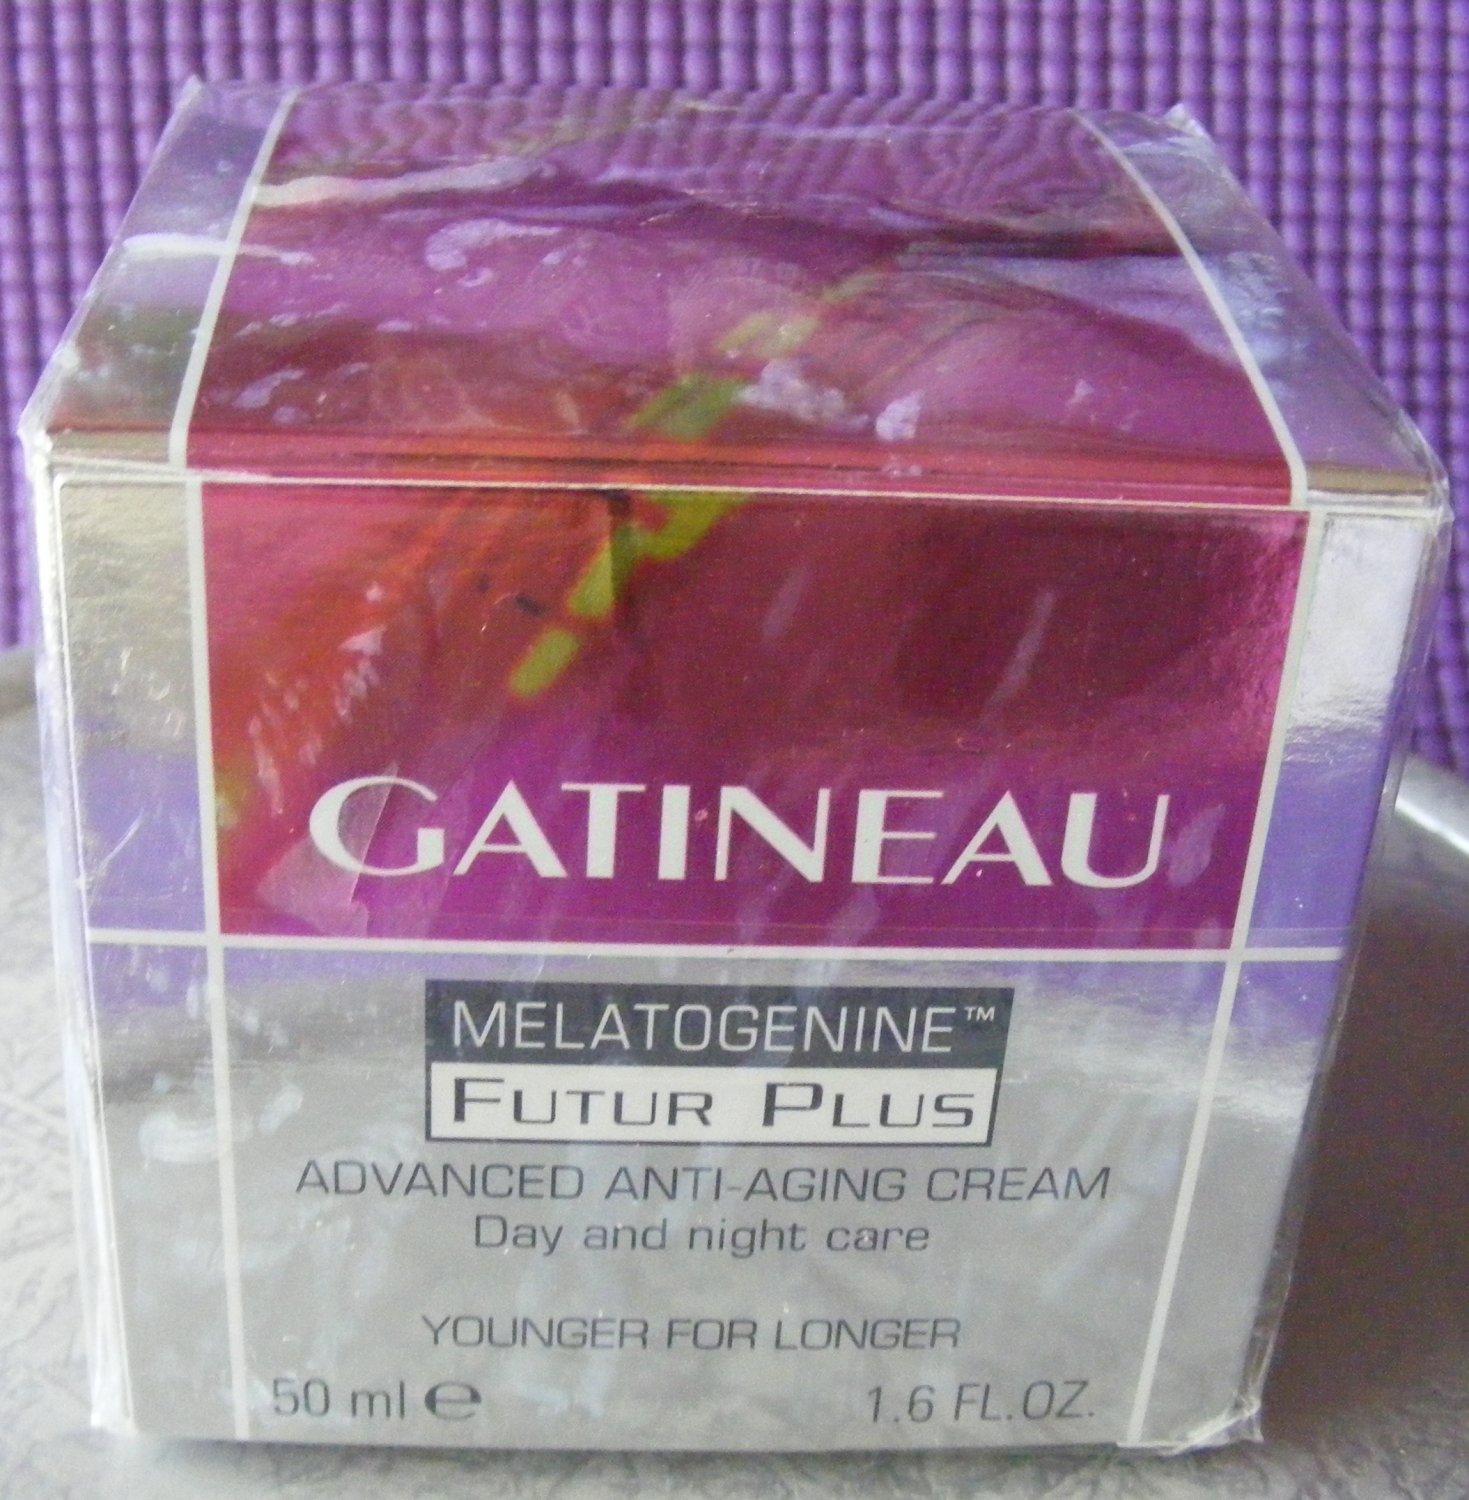 GATINEAU
MELATOGENINE™
FUTUR PLUS
ADVANCED ANTI-AGING CREAM
Day and night care
YOUNGER FOR LONGER
50 ml ℮
1.6 FL.OZ.